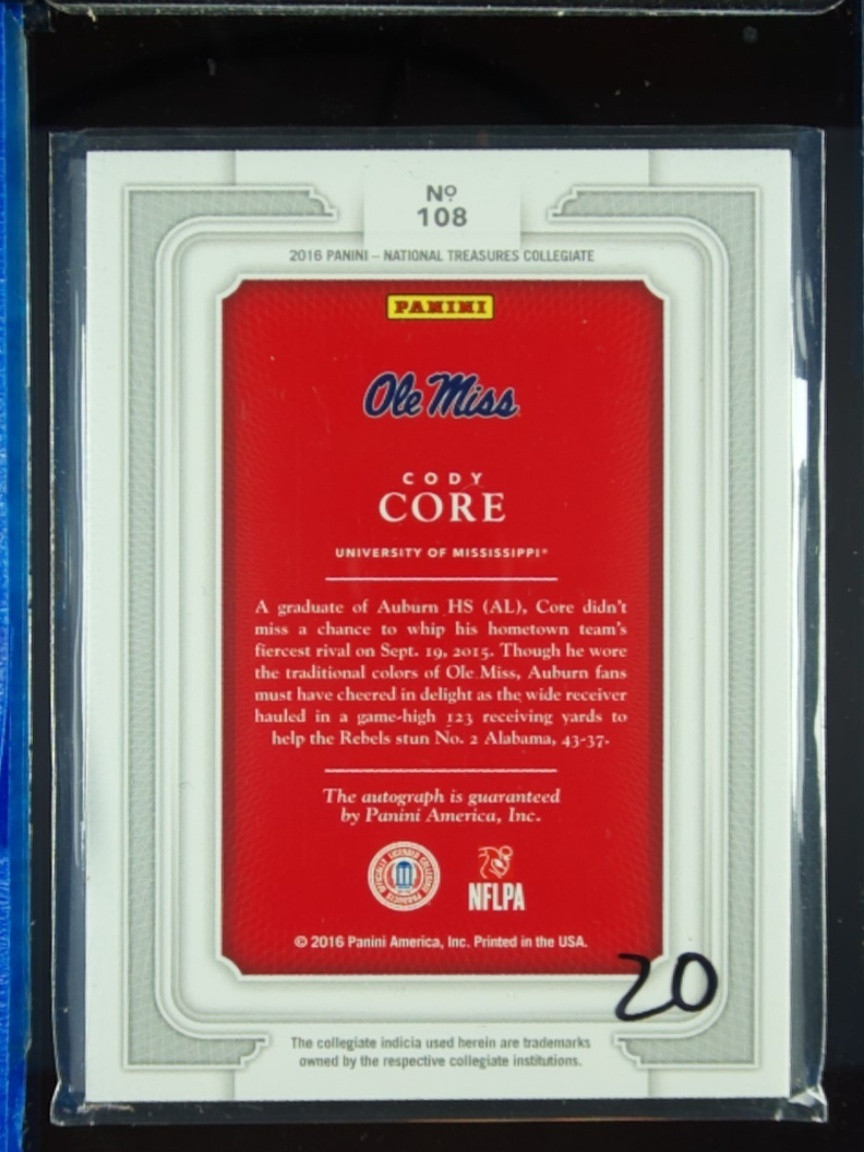 Nº
108
2016 PANINI – NATIONAL TREASURES COLLEGIATE
PANINI
Ole Miss
CODY
CORE
UNIVERSITY OF MISSISSIPPI®
A graduate of Auburn HS (AL), Core didn't
miss a chance to whip his hometown team's
fiercest rival on Sept. 19, 2015. Though he wore
the traditional colors of Ole Miss, Auburn fans
must have cheered in delight as the wide receiver
hauled in a game-high 123 receiving yards to
help the Rebels stun No. 2 Alabama, 43-37.
The autograph is guaranteed
by Panini America, Inc.
OFFICIALLY LICENSED COLLEGIATE PRODUCTS
NFLPA
© 2016 Panini America, Inc. Printed in the USA.
20
The collegiate indicia used herein are trademarks
owned by the respective collegiate institutions.